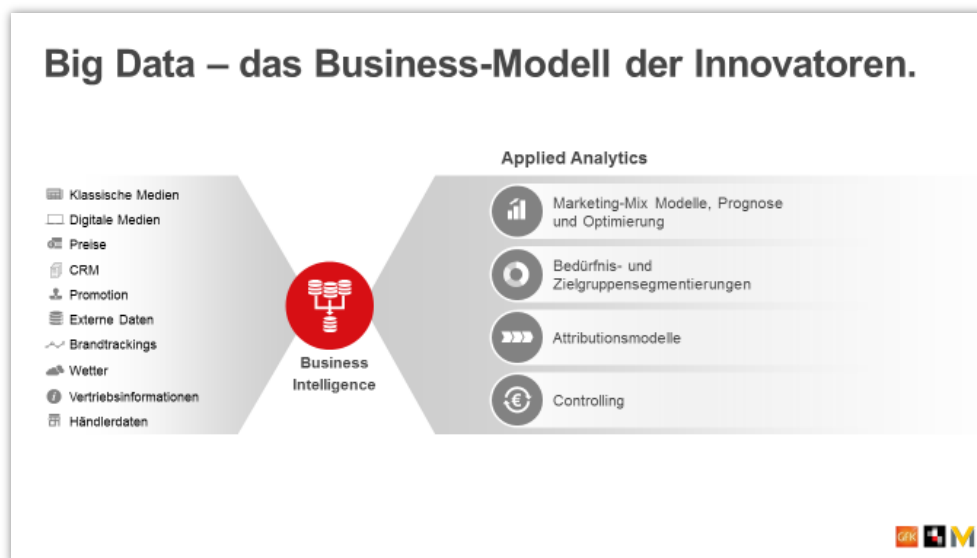 Big Data – das Business-Modell der Innovatoren.
Klassische Medien
Digitale Medien
Preise
CRM
Promotion
Externe Daten
Brandtrackings
Wetter
Vertriebsinformationen
Händlerdaten
Business
Intelligence
Applied Analytics
Marketing-Mix Modelle, Prognose
und Optimierung
Bedürfnis- und
Zielgruppensegmentierungen
Attributionsmodelle
Controlling
GfK
M